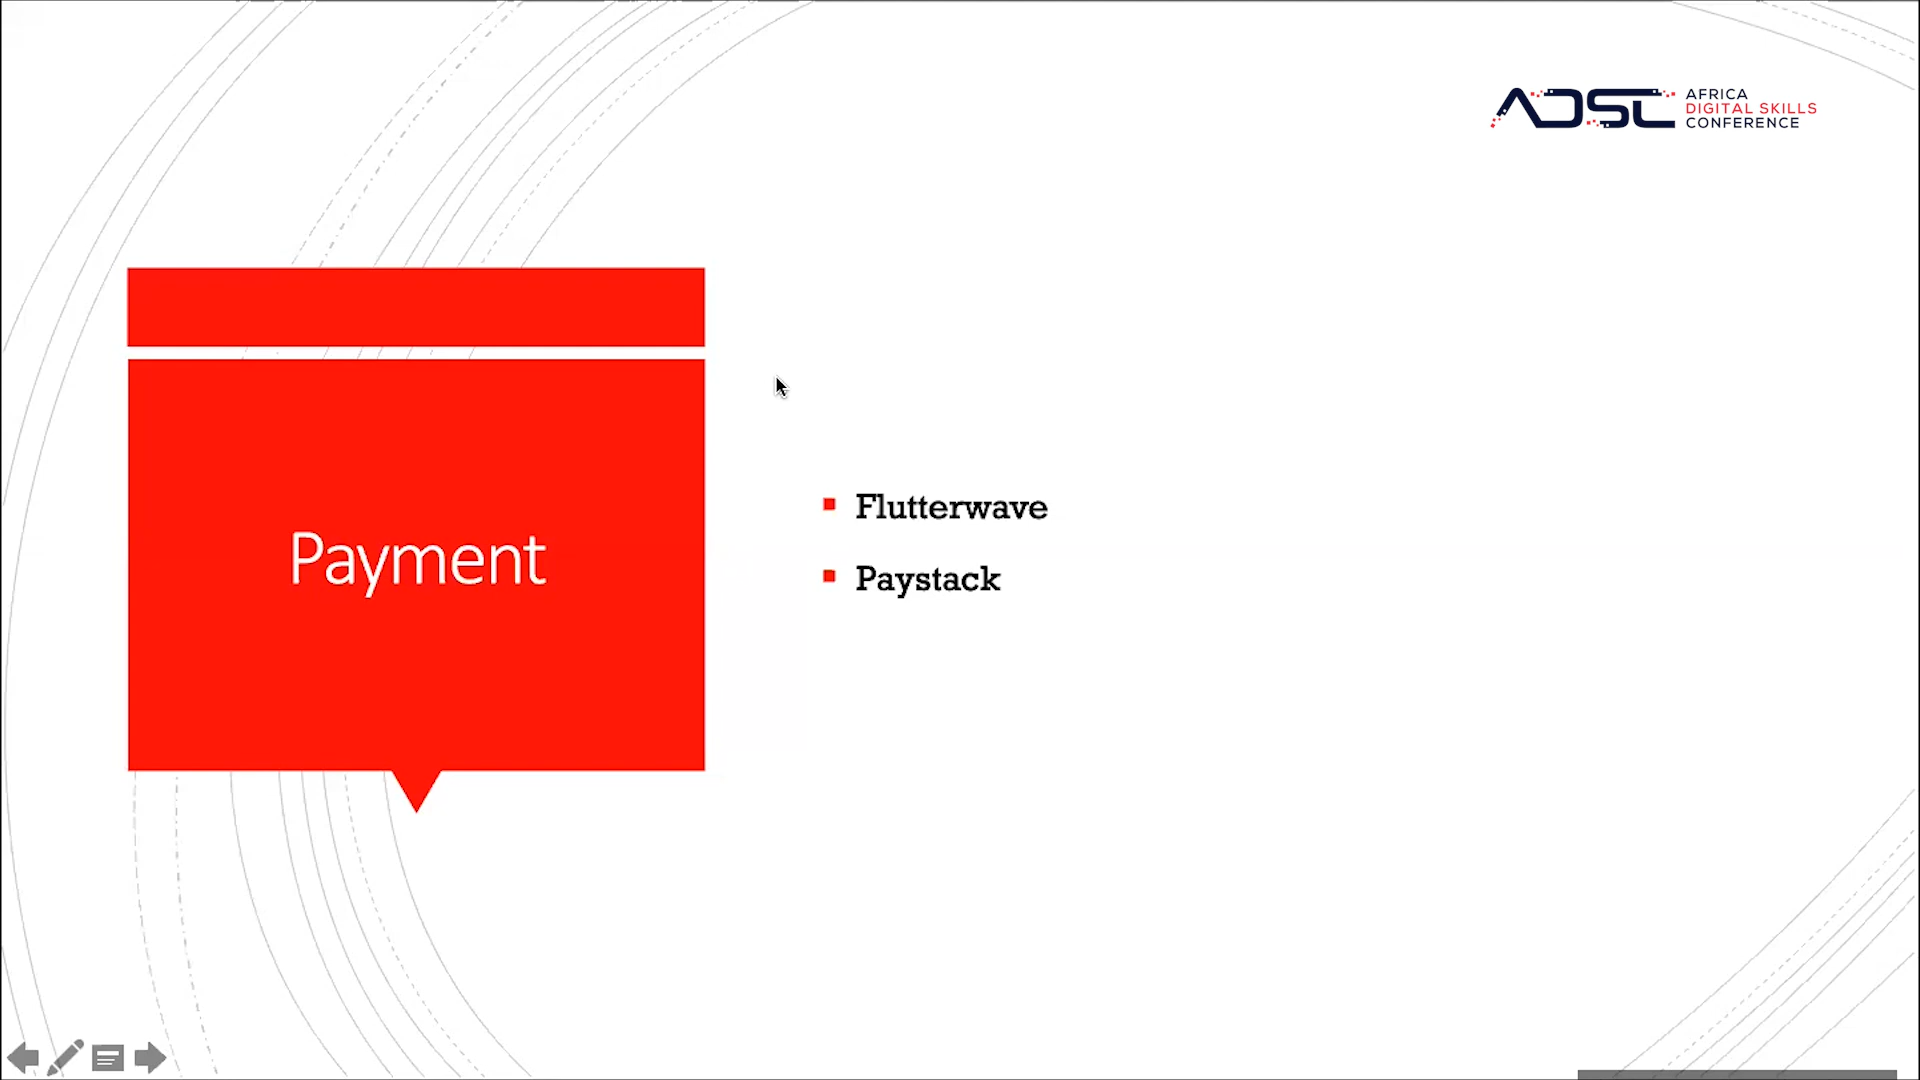 ADSC
AFRICA
DIGITAL SKILLS
CONFERENCE
Payment
Flutterwave
Paystack